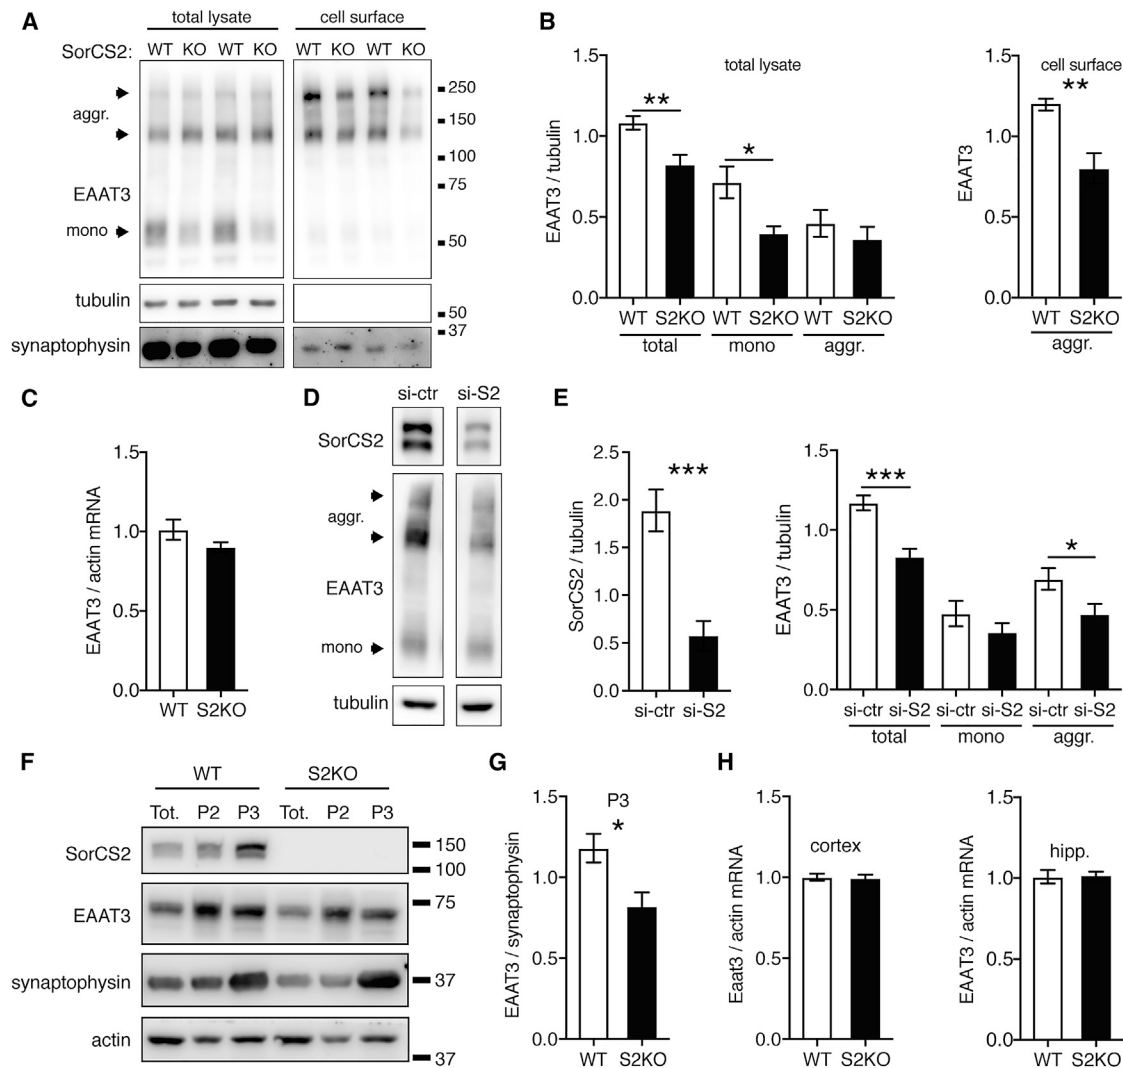 A
total lysate cell surface
SorCS2: WT KO WT KO WT KO WT KO
aggr.
EAAT3
mono
250
150
100
75
50
tubulin
50
37
synaptophysin
B
total lysate
EAAT3 / tubulin
1.5
1.0
0.5
0.0
**
*
WT S2KO WT S2KO WT S2KO
total mono aggr.
cell surface
**
EAAT3
1.5
1.0
0.5
0.0
WT S2KO
aggr.
C
EAAT3 / actin mRNA
1.5
1.0
0.5
0.0
WT S2KO
D
si-ctr si-S2
SorCS2
aggr.
EAAT3
mono
tubulin
E
SorCS2 / tubulin
2.5
2.0
1.5
1.0
0.5
0.0
***
si-ctr si-S2
EAAT3 / tubulin
1.5
1.0
0.5
0.0
***
*
si-ctr si-S2 si-ctr si-S2 si-ctr si-S2
total mono aggr.
F
WT S2KO
Tot. P2 P3 Tot. P2 P3
SorCS2
150
100
EAAT3
75
synaptophysin
37
actin
37
G
P3
*
EAAT3 / synaptophysin
1.5
1.0
0.5
0.0
WT S2KO
H
cortex
Eaat3 / actin mRNA
1.5
1.0
0.5
0.0
WT S2KO
hipp.
EAAT3 / actin mRNA
1.5
1.0
0.5
0.0
WT S2KO